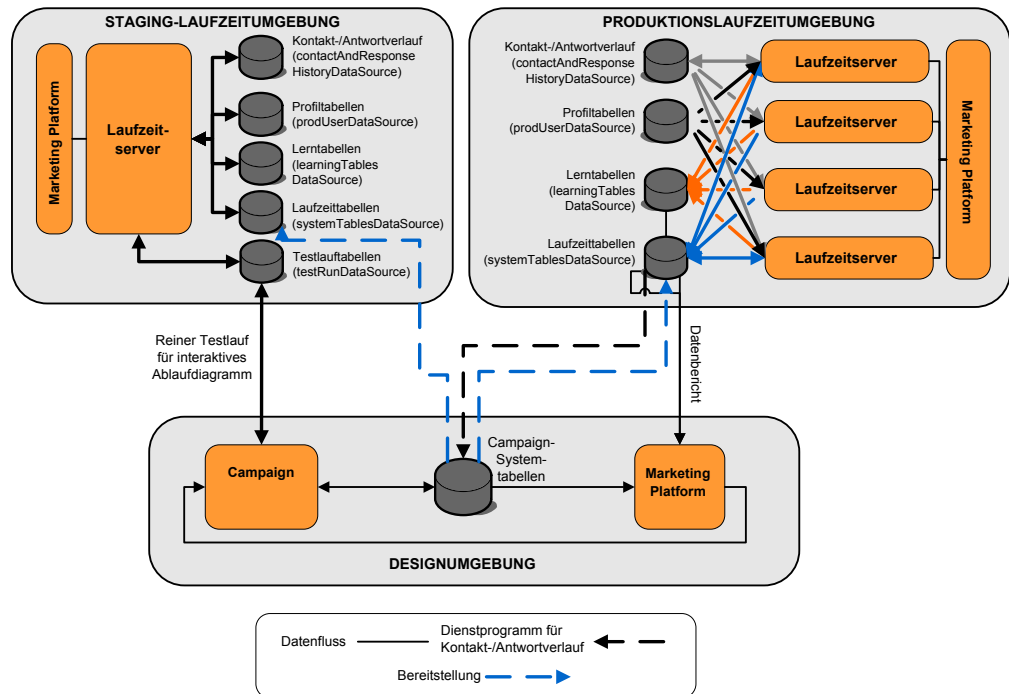 STAGING-LAUFZEITUMGEBUNG
Marketing Platform
Laufzeit-
server
Kontakt-/Antwortverlauf
(contactAndResponse
HistoryDataSource)
Profiltabellen
(prodUserDataSource)
Lerntabellen
(learningTables
DataSource)
Laufzeittabellen
(systemTablesDataSource)
Testlauftabellen
(testRunDataSource)
PRODUKTIONSLAUFZEITUMGEBUNG
Kontakt-/Antwortverlauf
(contactAndResponse
HistoryDataSource)
Profiltabellen
(prodUserDataSource)
Lerntabellen
(learningTables
DataSource)
Laufzeittabellen
(systemTablesDataSource)
Laufzeitserver
Laufzeitserver
Laufzeitserver
Laufzeitserver
Marketing Platform
Reiner Testlauf
für interaktives
Ablaufdiagramm
Datenbericht
Campaign
Campaign-
System-
tabellen
Marketing
Platform
DESIGNUMGEBUNG
Datenfluss
Dienstprogramm für
Kontakt-/Antwortverlauf
Bereitstellung